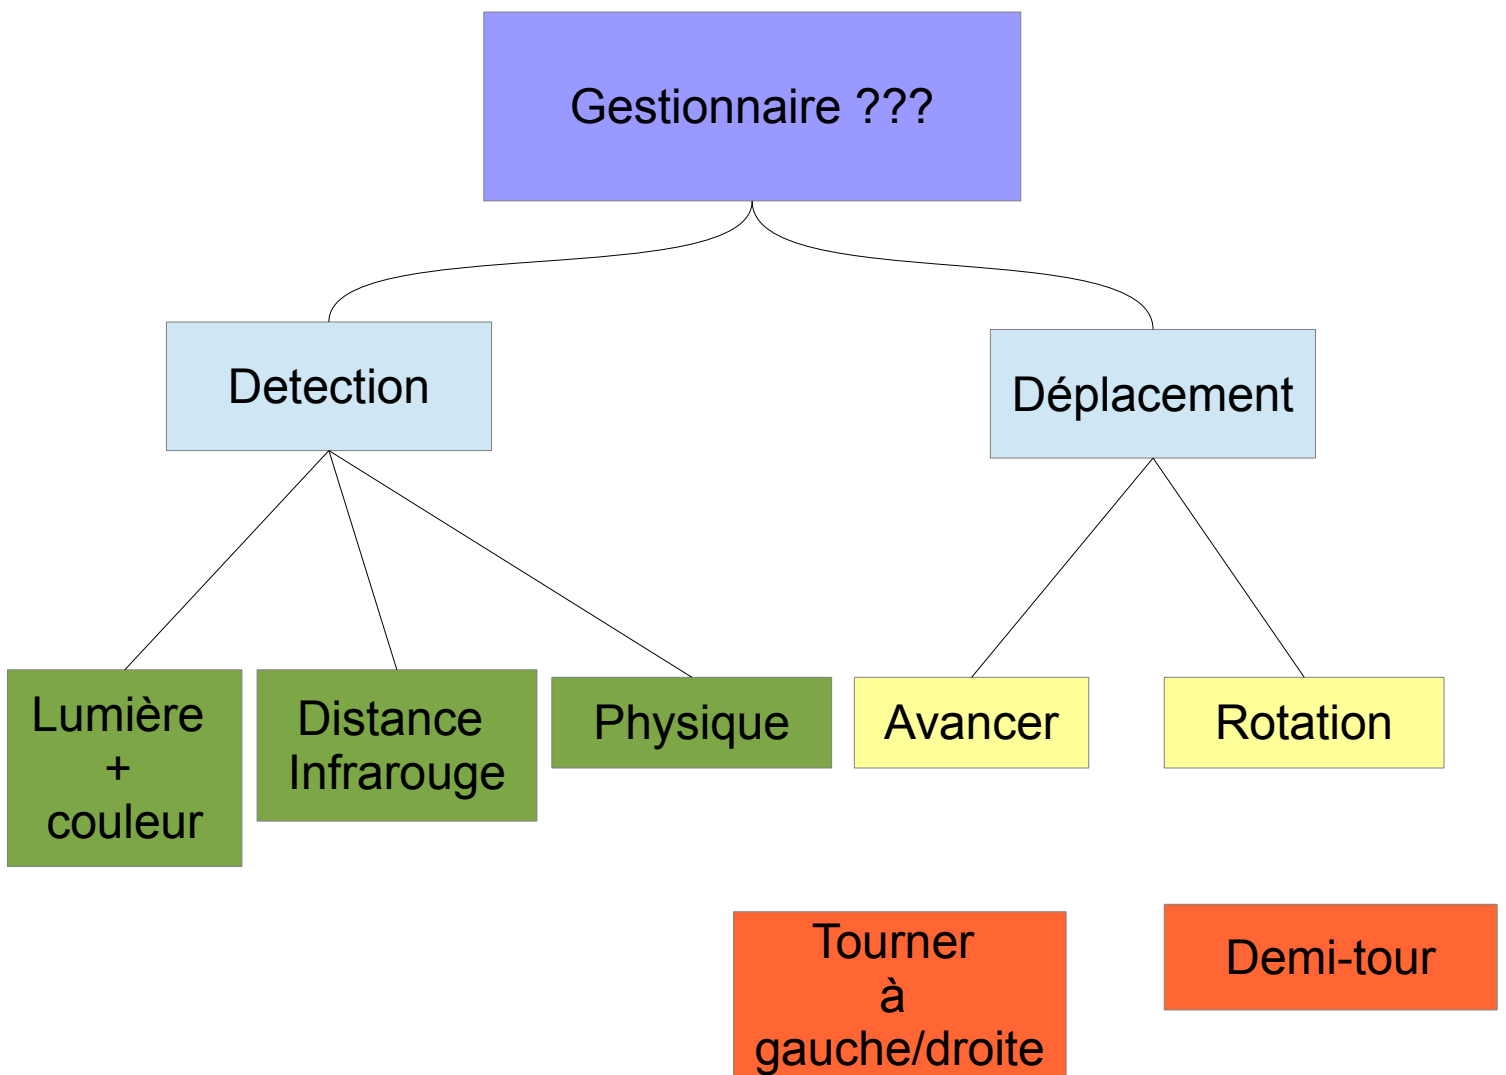 Gestionnaire ???
Detection
Déplacement
Lumière
+
couleur
Distance
Infrarouge
Physique
Avancer
Rotation
Tourner
à
gauche/droite
Demi-tour